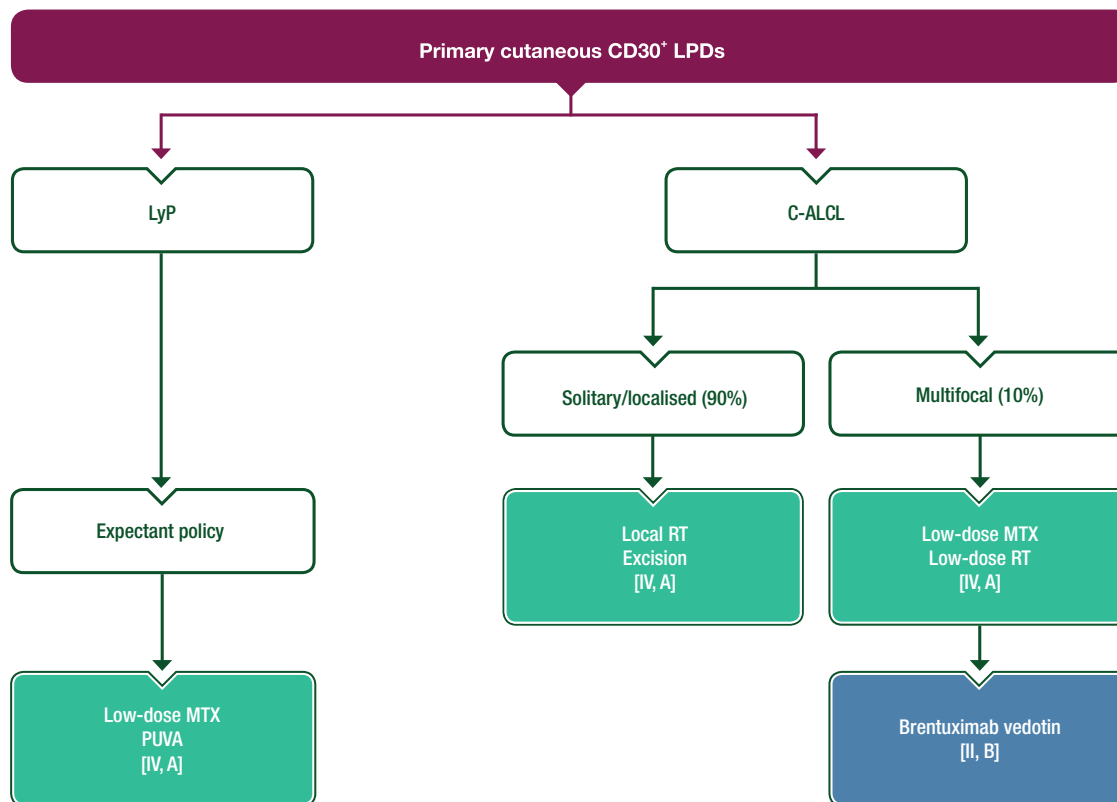 Primary cutaneous CD30⁺ LPDs
LyP
C-ALCL
Solitary/localised (90%)
Multifocal (10%)
Expectant policy
Local RT
Excision
[IV, A]
Low-dose MTX
Low-dose RT
[IV, A]
Low-dose MTX
PUVA
[IV, A]
Brentuximab vedotin
[II, B]